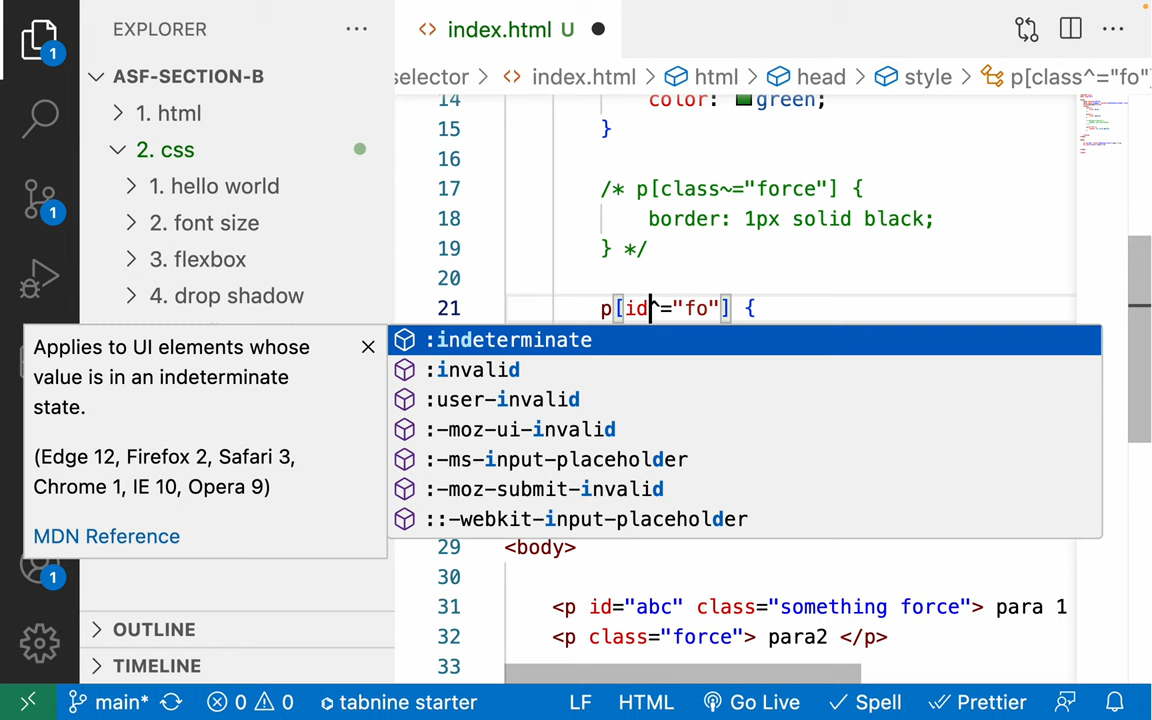 EXPLORER
ASF-SECTION-B
1. html
2. css
1. hello world
2. font size
3. flexbox
4. drop shadow
OUTLINE
TIMELINE
1
1
1
<> index.html U
selector > <> index.html > html > head > style > p[class^="fo"]
14 color: green;
15 }
16
17 /* p[class~="force"] {
18 border: 1px solid black;
19 } */
20
21 p[id^="fo"] {
Applies to UI elements whose
value is in an indeterminate
state.
(Edge 12, Firefox 2, Safari 3,
Chrome 1, IE 10, Opera 9)
MDN Reference
:indeterminate
:invalid
:user-invalid
:-moz-ui-invalid
:-ms-input-placeholder
:-moz-submit-invalid
::-webkit-input-placeholder
29 <body>
30
31 <p id="abc" class="something force"> para 1
32 <p class="force"> para2 </p>
33
main* 0 0 tabnine starter LF HTML Go Live Spell Prettier